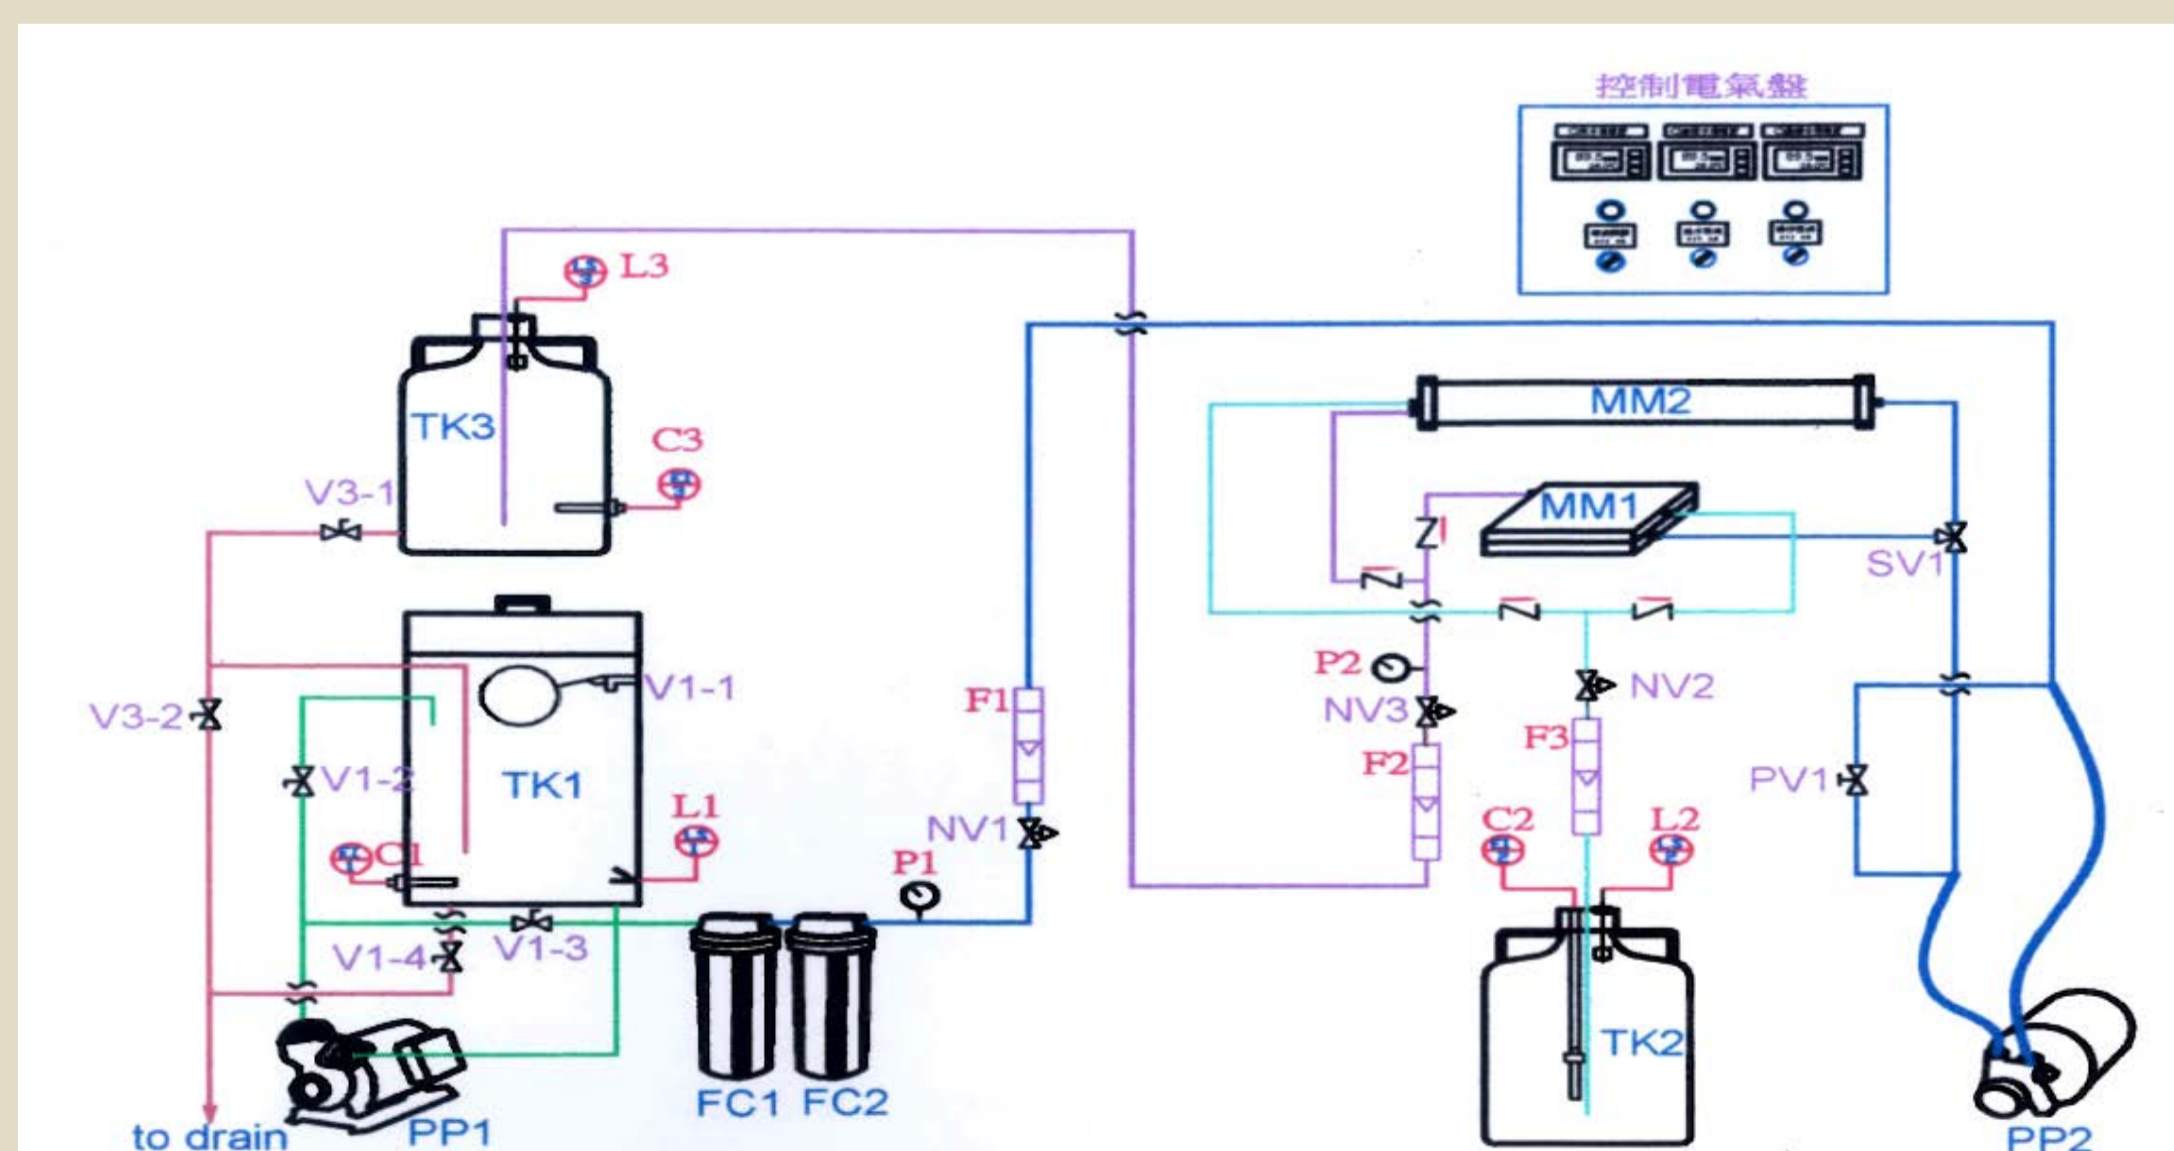 控制電氣盤
L3
TK3
C3
V3-1
MM2
MM1
SV1
V1-1
V3-2
V1-2
TK1
C1
L1
F1
NV1
P1
P2
NV3
NV2
F2
F3
C2
L2
PV1
V1-4
V1-3
FC1
FC2
TK2
to drain
PP1
PP2